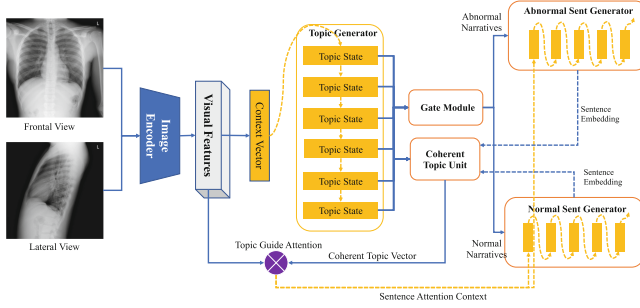 L
Frontal View
L
Lateral View
Image
Encoder
Visual Features
Context Vector
Topic Generator
Topic State
Topic State
Topic State
Topic State
Topic State
Topic State
Gate Module
Coherent
Topic Unit
Abnormal
Narratives
Abnormal Sent Generator
Sentence
Embedding
Sentence
Embedding
Normal Sent Generator
Normal
Narratives
Topic Guide Attention
Coherent Topic Vector
Sentence Attention Context